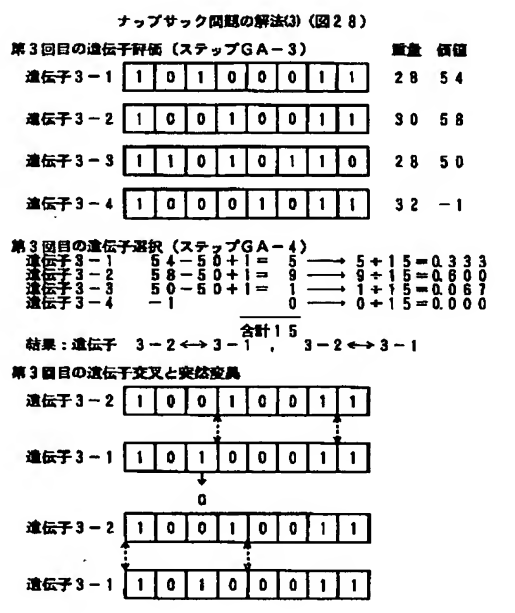 ナップサック問題の解法(3) (図28)
第3回目の遺伝子評価 (ステップGA-3) 重量 価値
遺伝子3-1 1 0 1 0 0 0 1 1 28 54
遺伝子3-2 1 0 0 1 0 0 1 1 30 58
遺伝子3-3 1 1 0 1 0 1 1 0 28 50
遺伝子3-4 1 0 0 0 1 0 1 1 32 -1
第3回目の遺伝子選択 (ステップGA-4)
遺伝子3-1 54-50+1= 5 → 5÷15=0.333
遺伝子3-2 58-50+1= 9 → 9÷15=0.600
遺伝子3-3 50-50+1= 1 → 1÷15=0.067
遺伝子3-4 -1 0 → 0÷15=0.000
合計15
結果:遺伝子 3-2↔3-1 , 3-2↔3-1
第3回目の遺伝子交叉と突然変異
遺伝子3-2 1 0 0 1 0 0 1 1
遺伝子3-1 1 0 1 0 0 0 1 1
0
遺伝子3-2 1 0 0 1 0 0 1 1
遺伝子3-1 1 0 1 0 0 0 1 1